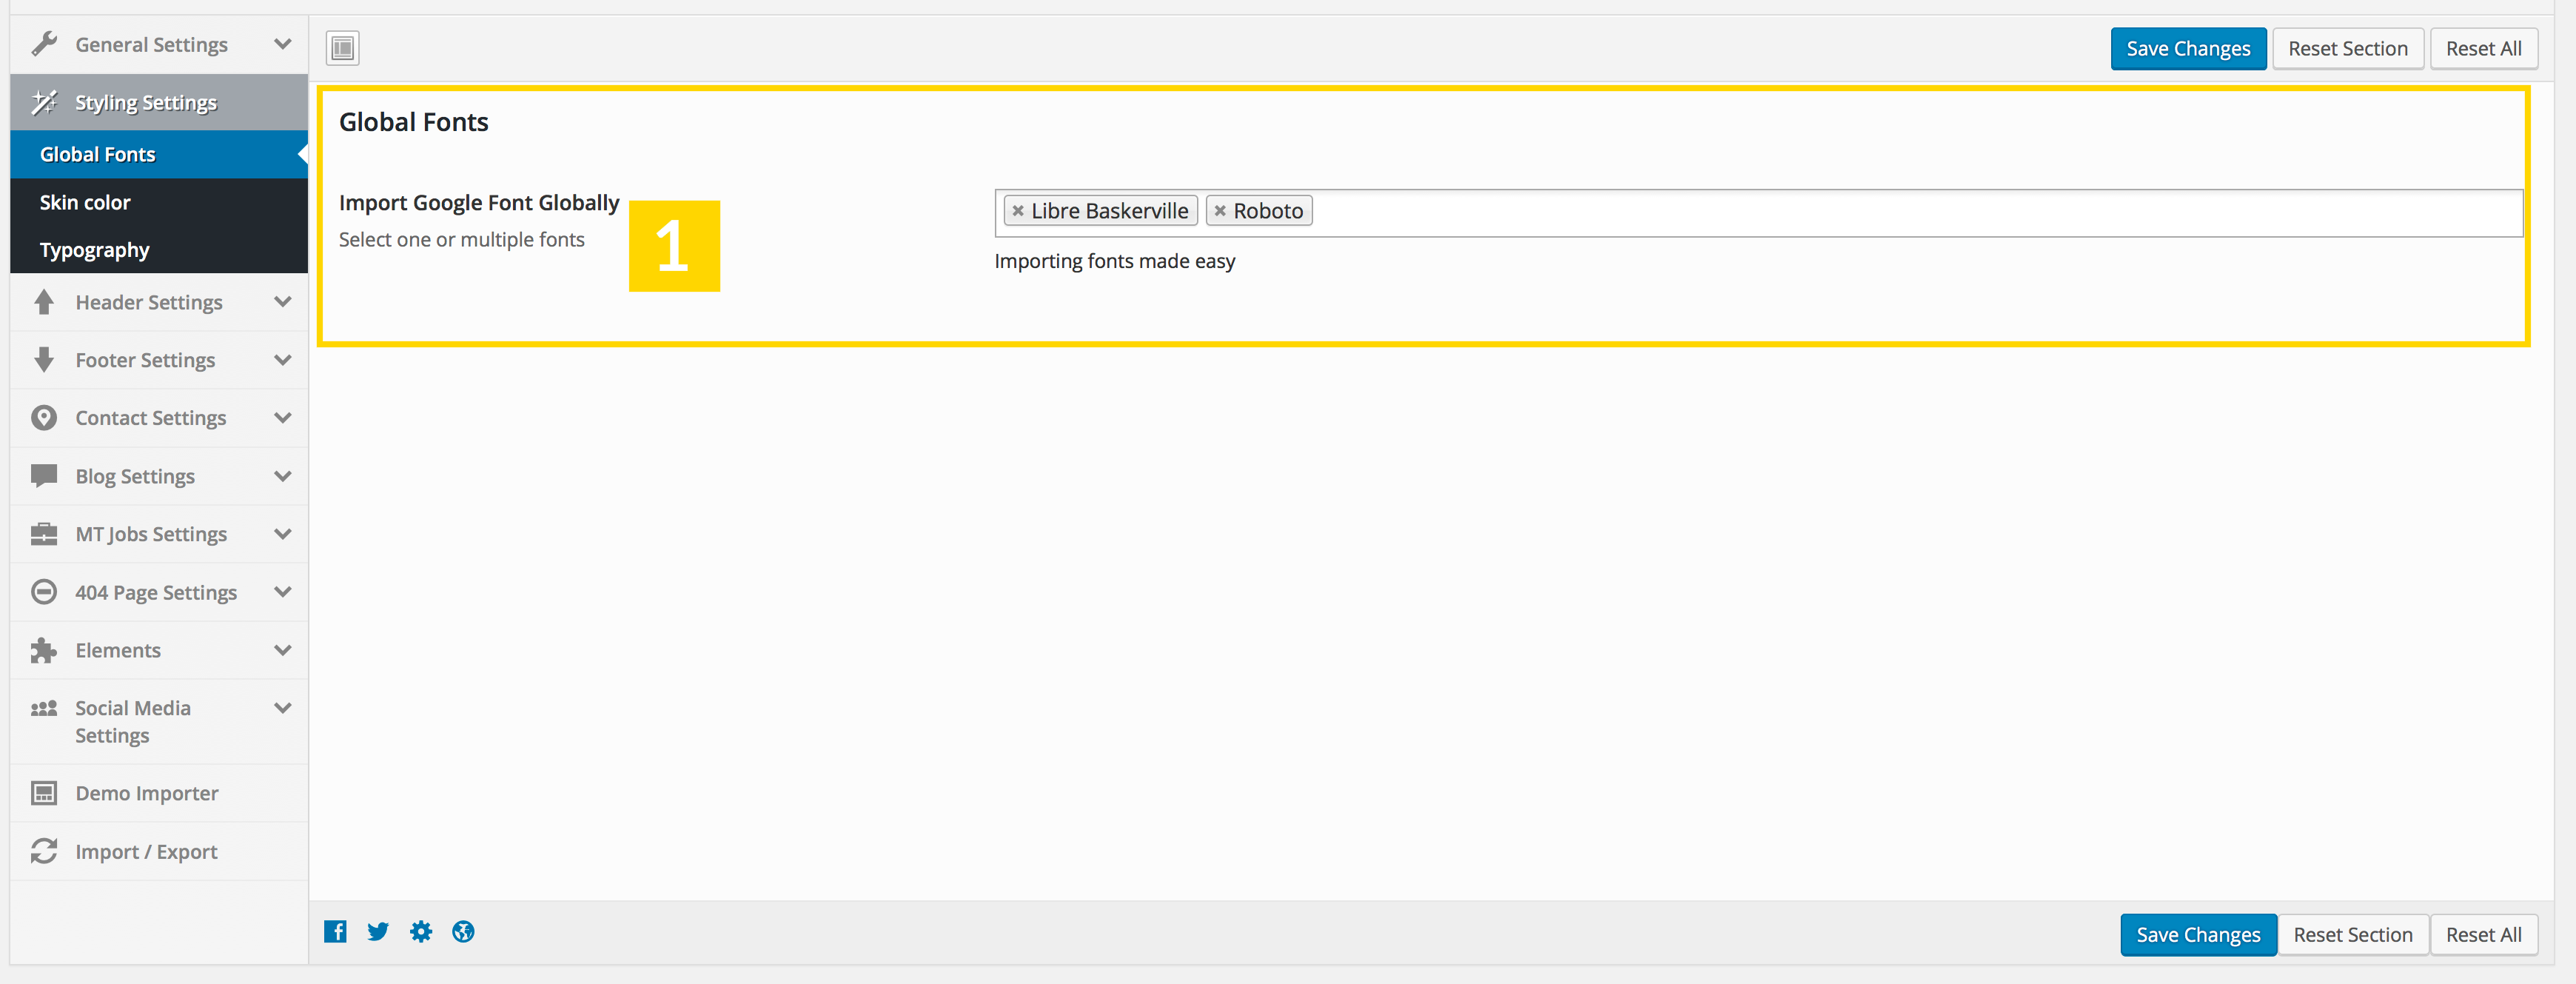 General Settings
Styling Settings
Global Fonts
Skin color
Typography
Header Settings
Footer Settings
Contact Settings
Blog Settings
MT Jobs Settings
404 Page Settings
Elements
Social Media
Settings
Demo Importer
Import / Export
Save Changes
Reset Section
Reset All
Global Fonts
Import Google Font Globally
Select one or multiple fonts
1
Libre Baskerville
Roboto
Importing fonts made easy
Save Changes
Reset Section
Reset All